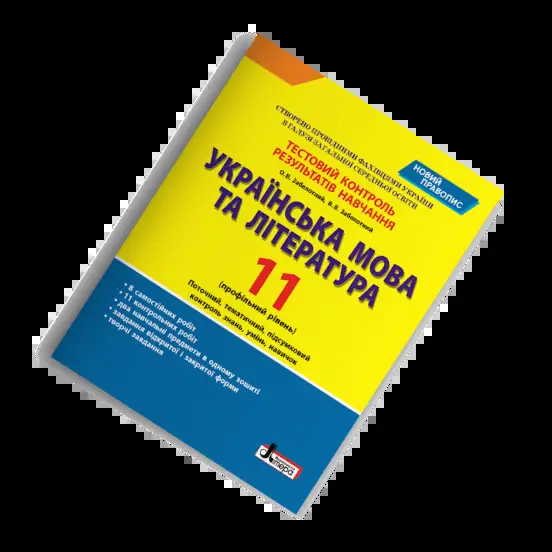 СТВОРЕНО ПРОВІДНИМИ ФАХІВЦЯМИ УКРАЇНИ
В ГАЛУЗІ ЗАГАЛЬНОЇ СЕРЕДНЬОЇ ОСВІТИ
НОВИЙ
ПРАВОПИС
ТЕСТОВИЙ КОНТРОЛЬ
РЕЗУЛЬТАТІВ НАВЧАННЯ
О.В. Заболотний, В.В. Заболотний
УКРАЇНСЬКА МОВА
ТА ЛІТЕРАТУРА
11
(профільний рівень)
Поточний, тематичний, підсумковий
контроль знань, умінь, навичок
• 8 самостійних робіт
• 11 контрольних робіт
• два навчальні предмети в одному зошиті
• завдання відкритої і закритої форми
• творчі завдання
Літера